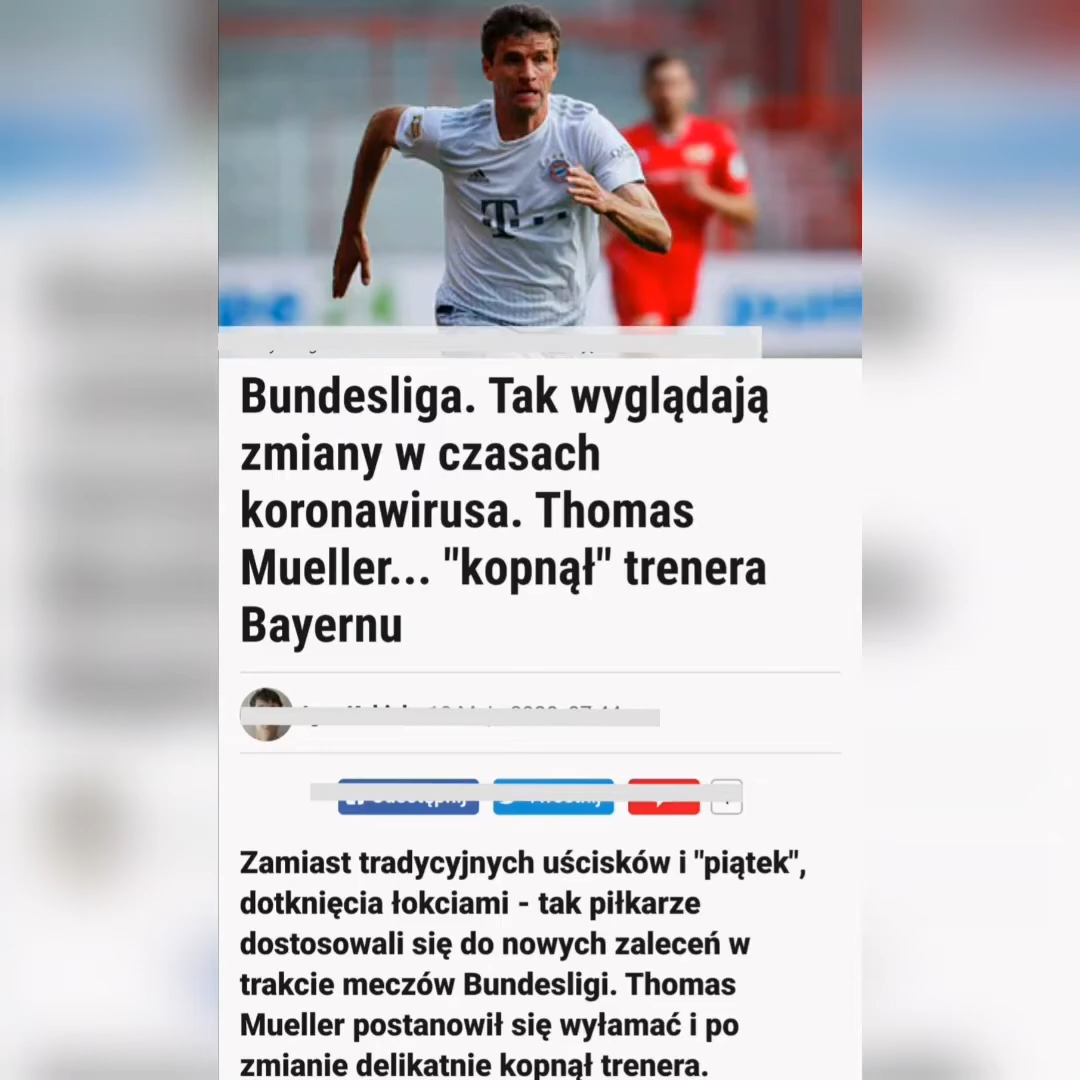 Bundesliga. Tak wyglądają
zmiany w czasach
koronawirusa. Thomas
Mueller... "kopnął" trenera
Bayernu
Zamiast tradycyjnych uścisków i "piątek",
dotknięcia łokciami - tak piłkarze
dostosowali się do nowych zaleceń w
trakcie meczów Bundesligi. Thomas
Mueller postanowił się wyłamać i po
zmianie delikatnie kopnął trenera.